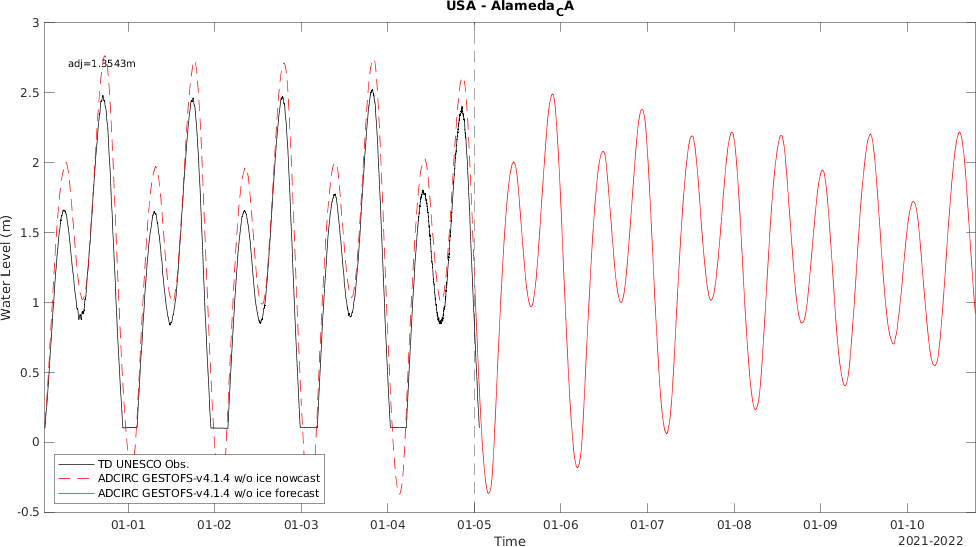 USA - Alameda_CA
adj=1.3543m
3
2.5
2
1.5
1
0.5
0
-0.5
Water Level (m)
TD UNESCO Obs.
ADCIRC GESTOFS-v4.1.4 w/o ice nowcast
ADCIRC GESTOFS-v4.1.4 w/o ice forecast
01-01 01-02 01-03 01-04 01-05 01-06 01-07 01-08 01-09 01-10
Time
2021-2022